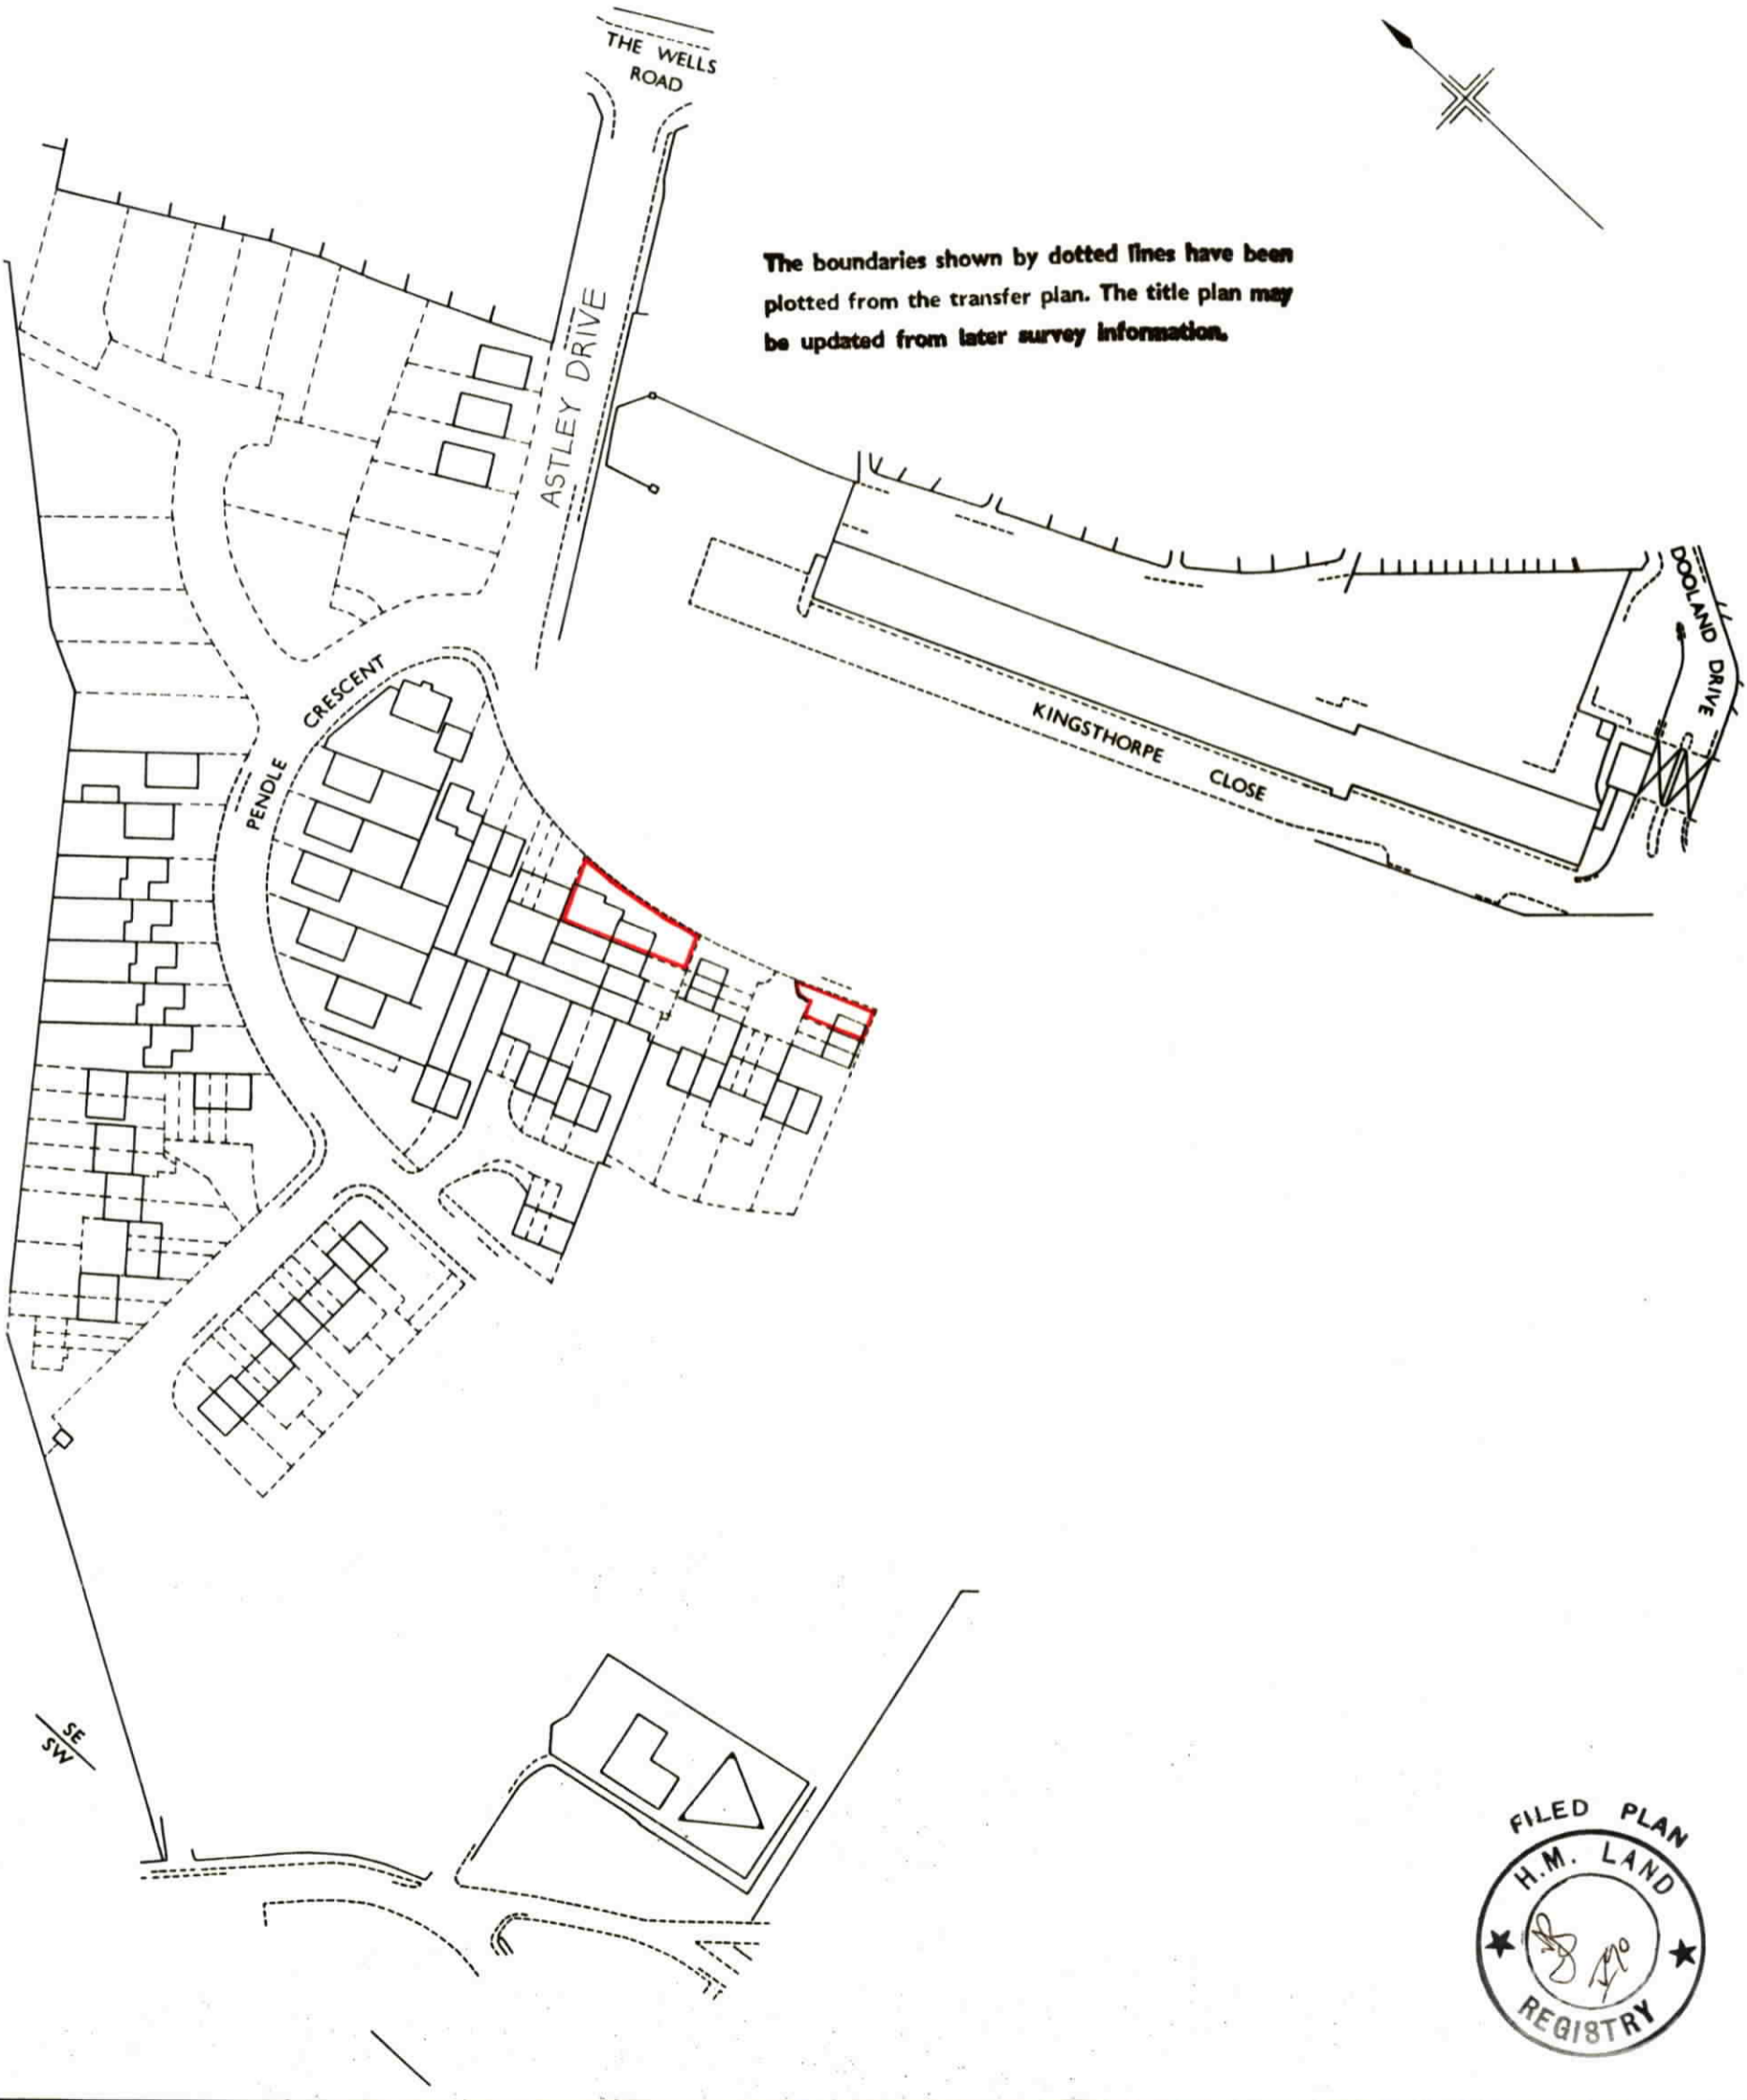 THE WELLS
ROAD
The boundaries shown by dotted lines have been
plotted from the transfer plan. The title plan may
be updated from later survey information.
ASTLEY DRIVE
DOOLAND DRIVE
PENDLE CRESCENT
KINGSTHORPE CLOSE
SE
SW
FILED PLAN
H.M. LAND
REGISTRY